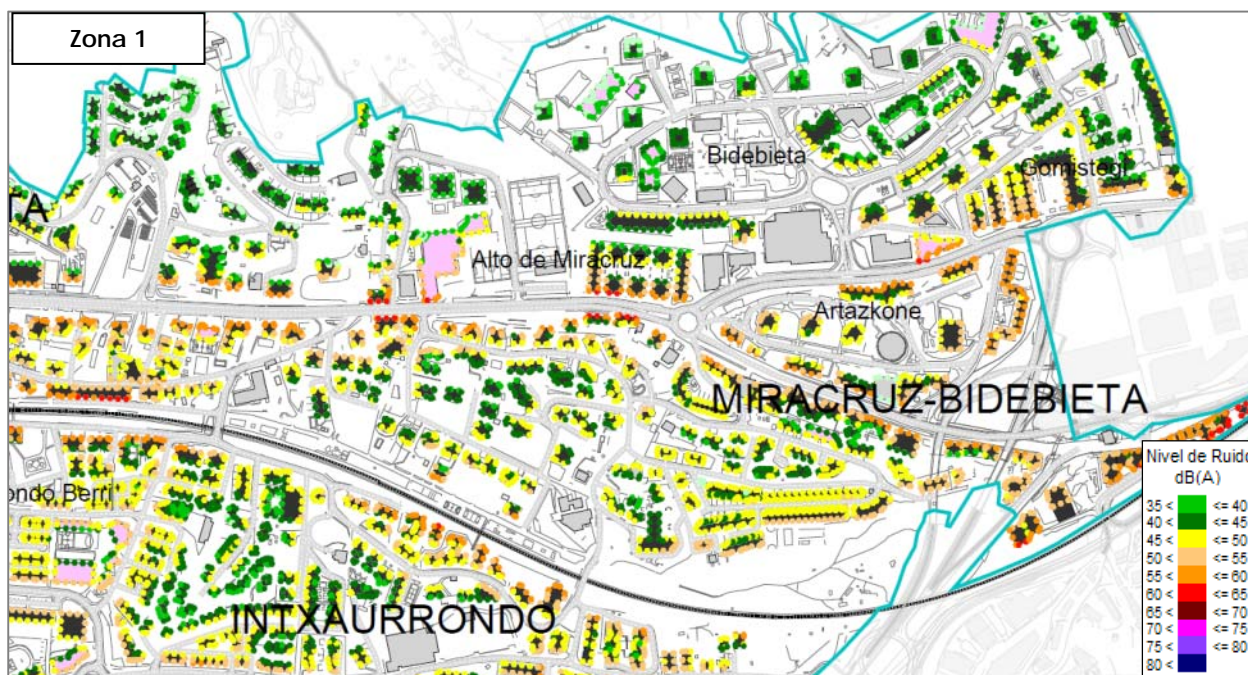 Zona 1
Bidebieta
Gomistegi
TA
Alto de Miracruz
Artazkone
MIRACRUZ-BIDEBIETA
ondo Berri
INTXAURRONDO
Nivel de Ruido
dB(A)
35 < <= 40
40 < <= 45
45 < <= 50
50 < <= 55
55 < <= 60
60 < <= 65
65 < <= 70
70 < <= 75
75 < <= 80
80 <